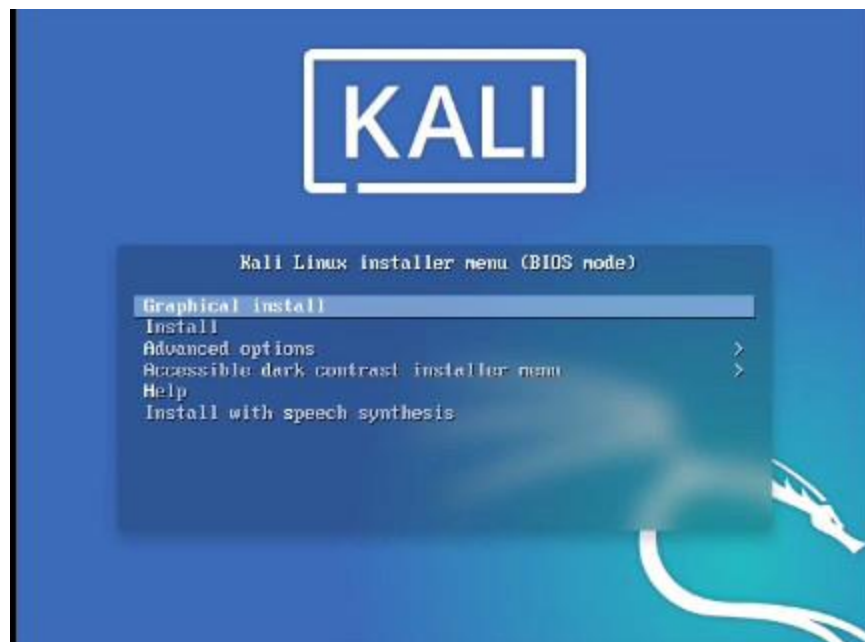 KALI
Kali Linux installer menu (BIOS mode)
Graphical install
Install
Advanced options >
Accessible dark contrast installer menu >
Help
Install with speech synthesis